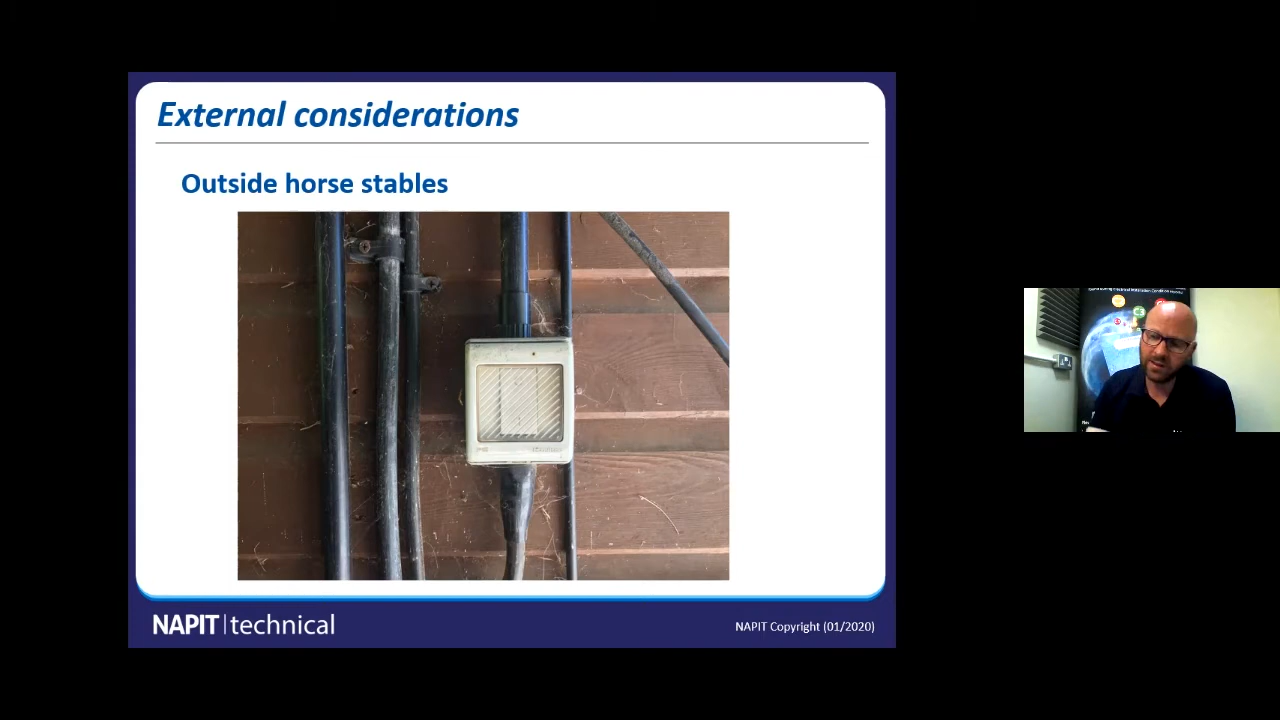 External considerations
Outside horse stables
NAPIT technical
NAPIT Copyright (01/2020)